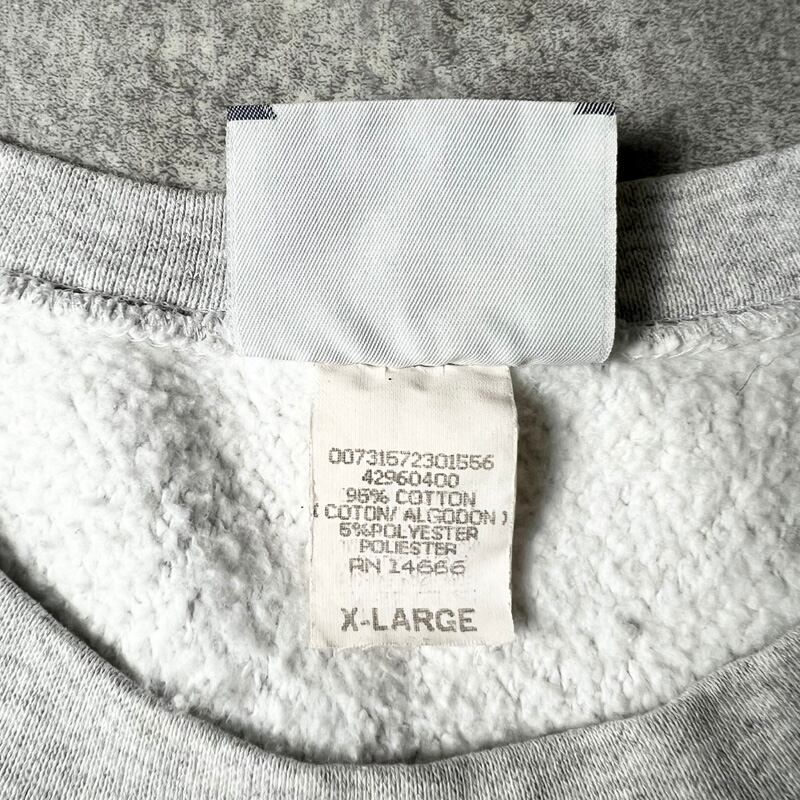 00731572301556
42960400
95% COTTON
( COTON/ ALGODON )
5%POLYESTER
POLIESTER
RN 14666
X-LARGE